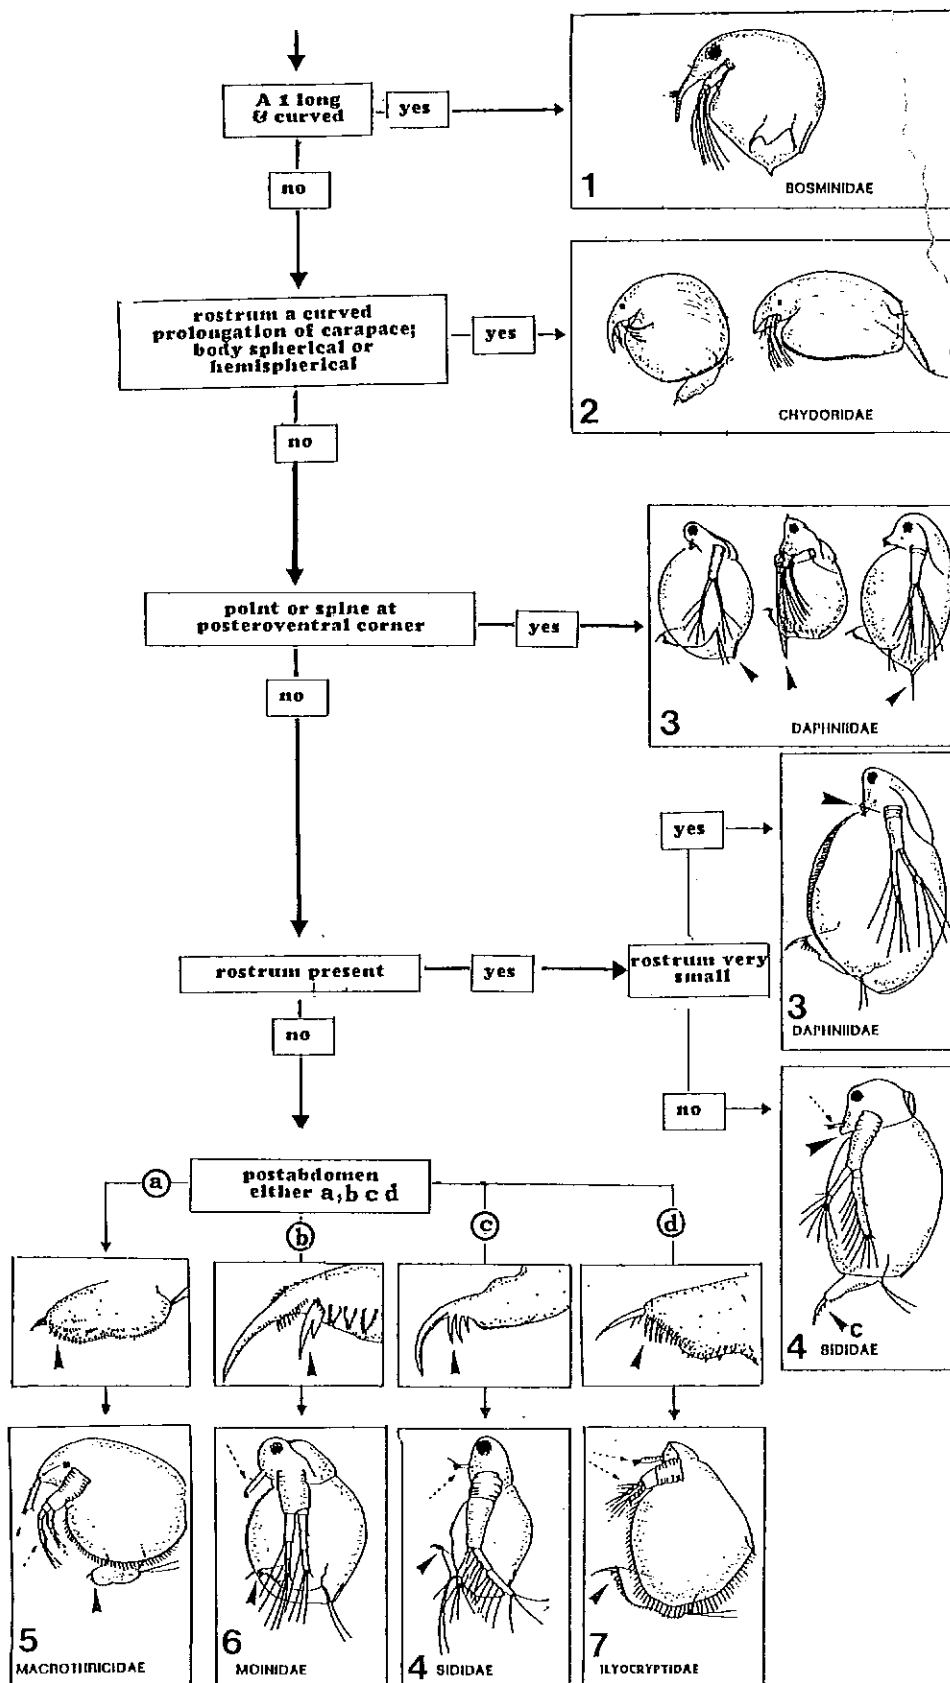 A 1 long
& curved
yes
1
BOSMINIDAE
no
rostrum a curved
prolongation of carapace;
body spherical or
hemispherical
yes
2
CHYDORIDAE
no
point or spine at
posteroventral corner
yes
3
DAPHNIIDAE
no
yes
3
DAPHNIIDAE
rostrum present
yes
rostrum very
small
no
no
c
4
SIDIDAE
postabdomen
either a, b c d
a
b
c
d
5
MACROTHRICIDAE
6
MOINIDAE
4
SIDIDAE
7
ILYOCRYPTIDAE